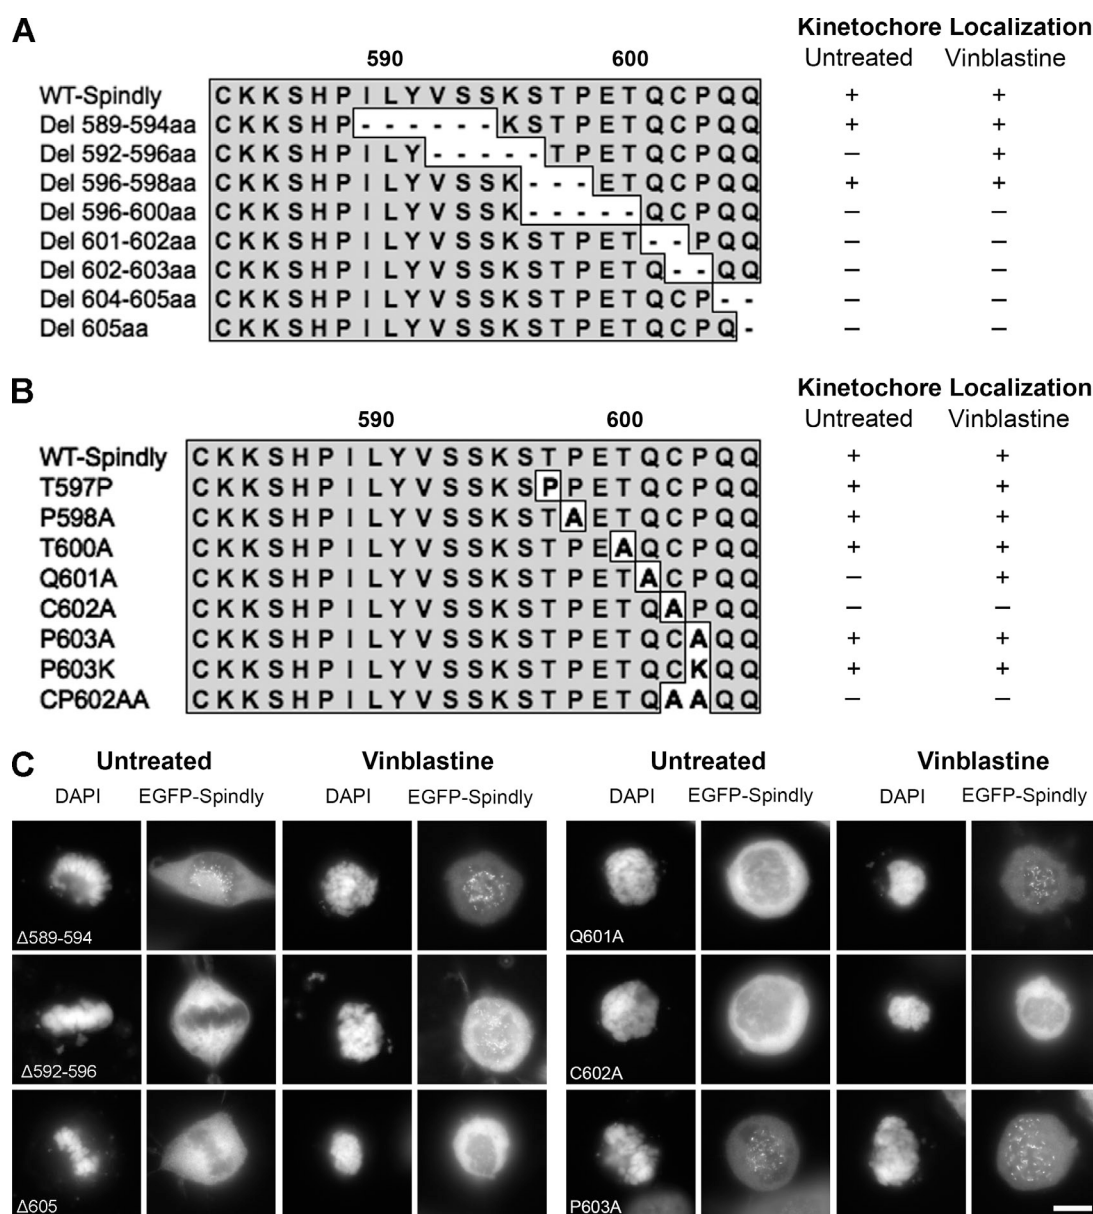 A
Kinetochore Localization
590 600 Untreated Vinblastine
WT-Spindly CKKSHPILYVSSKSTPETQCPQQ + +
Del 589-594aa CKKSHP------KSTPETQCPQQ + +
Del 592-596aa CKKSHPILY-----TPETQCPQQ – +
Del 596-598aa CKKSHPILYVSSK---ETQCPQQ + +
Del 596-600aa CKKSHPILYVSSK-----QCPQQ – –
Del 601-602aa CKKSHPILYVSSKSTPET--PQQ – –
Del 602-603aa CKKSHPILYVSSKSTPETQ--QQ – –
Del 604-605aa CKKSHPILYVSSKSTPETQCP-- – –
Del 605aa CKKSHPILYVSSKSTPETQCPQ- – –
B
Kinetochore Localization
590 600 Untreated Vinblastine
WT-Spindly CKKSHPILYVSSKSTPETQCPQQ + +
T597P CKKSHPILYVSSKSPPETQCPQQ + +
P598A CKKSHPILYVSSKSTAETQCPQQ + +
T600A CKKSHPILYVSSKSTPEAQCPQQ + +
Q601A CKKSHPILYVSSKSTPETACPQQ – +
C602A CKKSHPILYVSSKSTPETQAPQQ – –
P603A CKKSHPILYVSSKSTPETQCAQQ + +
P603K CKKSHPILYVSSKSTPETQCKQQ + +
CP602AA CKKSHPILYVSSKSTPETQAAQQ – –
C Untreated Vinblastine Untreated Vinblastine
DAPI EGFP-Spindly DAPI EGFP-Spindly DAPI EGFP-Spindly DAPI EGFP-Spindly
Δ589-594 Q601A
Δ592-596 C602A
Δ605 P603A